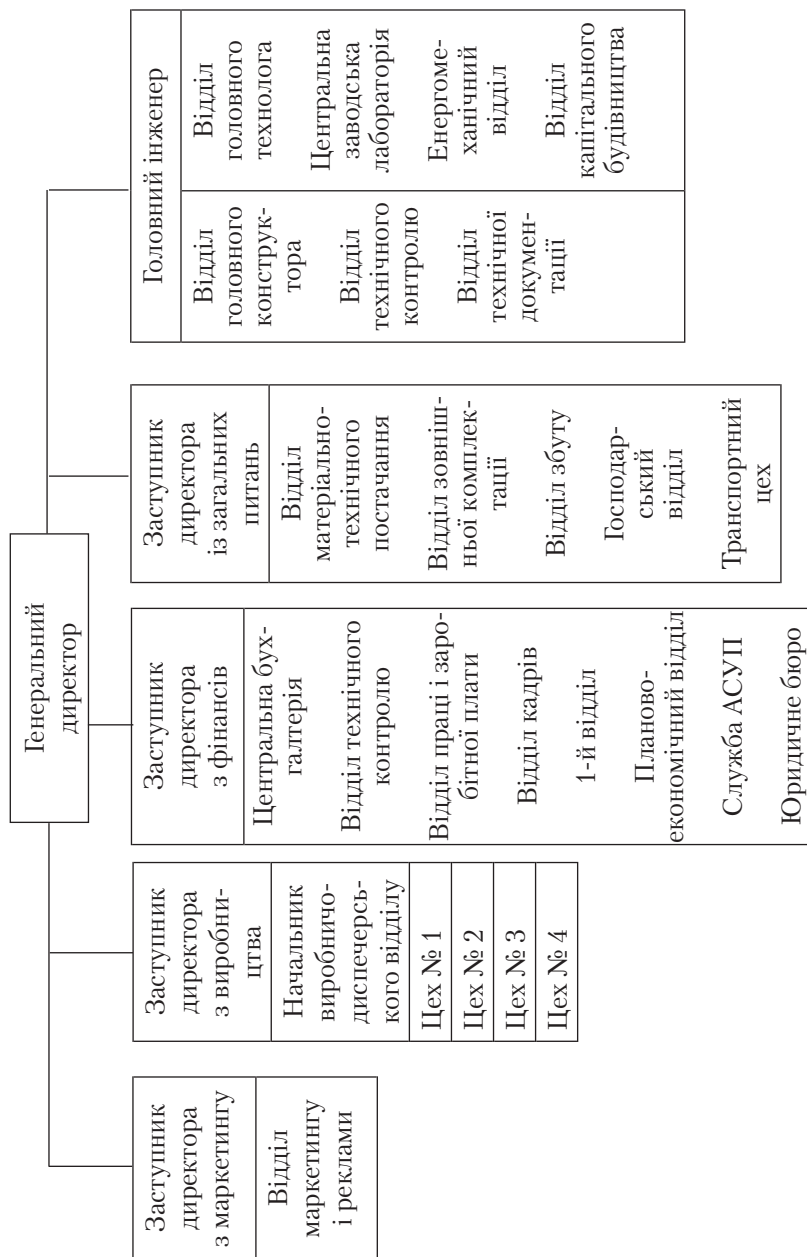 Генеральний
директор
Заступник
директора
з маркетингу
Відділ
маркетингу
і реклами
Заступник
директора
з виробни-
цтва
Начальник
виробничо-
диспечерсь-
кого відділу
Цех № 1
Цех № 2
Цех № 3
Цех № 4
Заступник
директора
з фінансів
Центральна бух-
галтерія
Відділ технічного
контролю
Відділ праці і заро-
бітної плати
Відділ кадрів
1-й відділ
Планово-
економічний відділ
Служба АСУП
Юридичне бюро
Заступник
директора
із загальних
питань
Відділ
матеріально-
технічного
постачання
Відділ зовніш-
ньої комплек-
тації
Відділ збуту
Господар-
ський
відділ
Транспортний
цех
Головний інженер
Відділ
головного
конструк-
тора
Відділ
технічного
контролю
Відділ
технічної
докумен-
тації
Відділ
головного
технолога
Центральна
заводська
лабораторія
Енергоме-
ханічний
відділ
Відділ
капітального
будівництва